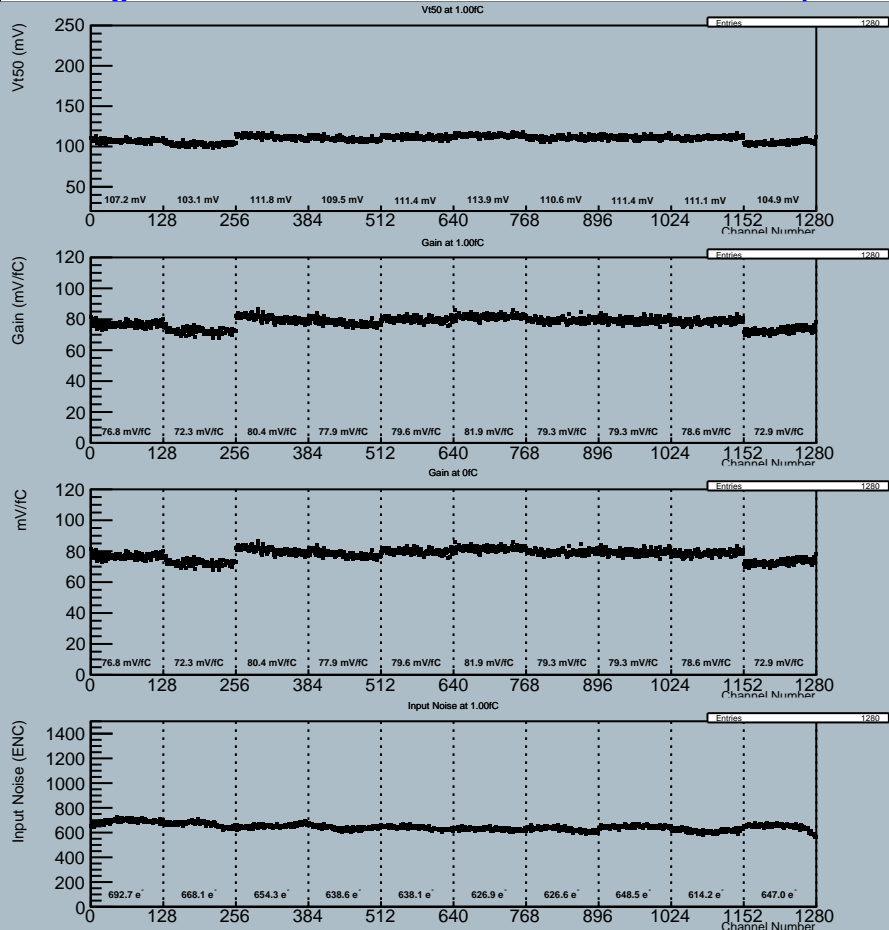 Vt50 at 1.00fC
Entries 1280
Vt50 (mV)
250
200
150
100
50
107.2 mV 103.1 mV 111.8 mV 109.5 mV 111.4 mV 113.9 mV 110.6 mV 111.4 mV 111.1 mV 104.9 mV
0 128 256 384 512 640 768 896 1024 1152 1280
Channel Number
Gain at 1.00fC
Entries 1280
Gain (mV/fC)
120
100
80
60
40
20
0
76.8 mV/fC 72.3 mV/fC 80.4 mV/fC 77.9 mV/fC 79.6 mV/fC 81.9 mV/fC 79.3 mV/fC 79.3 mV/fC 78.6 mV/fC 72.9 mV/fC
0 128 256 384 512 640 768 896 1024 1152 1280
Channel Number
Gain at 0fC
Entries 1280
mV/fC
120
100
80
60
40
20
0
76.8 mV/fC 72.3 mV/fC 80.4 mV/fC 77.9 mV/fC 79.6 mV/fC 81.9 mV/fC 79.3 mV/fC 79.3 mV/fC 78.6 mV/fC 72.9 mV/fC
0 128 256 384 512 640 768 896 1024 1152 1280
Channel Number
Input Noise at 1.00fC
Entries 1280
Input Noise (ENC)
1400
1200
1000
800
600
400
200
0
692.7 e⁻ 668.1 e⁻ 654.3 e⁻ 638.6 e⁻ 638.1 e⁻ 626.9 e⁻ 626.6 e⁻ 648.5 e⁻ 614.2 e⁻ 647.0 e⁻
0 128 256 384 512 640 768 896 1024 1152 1280
Channel Number